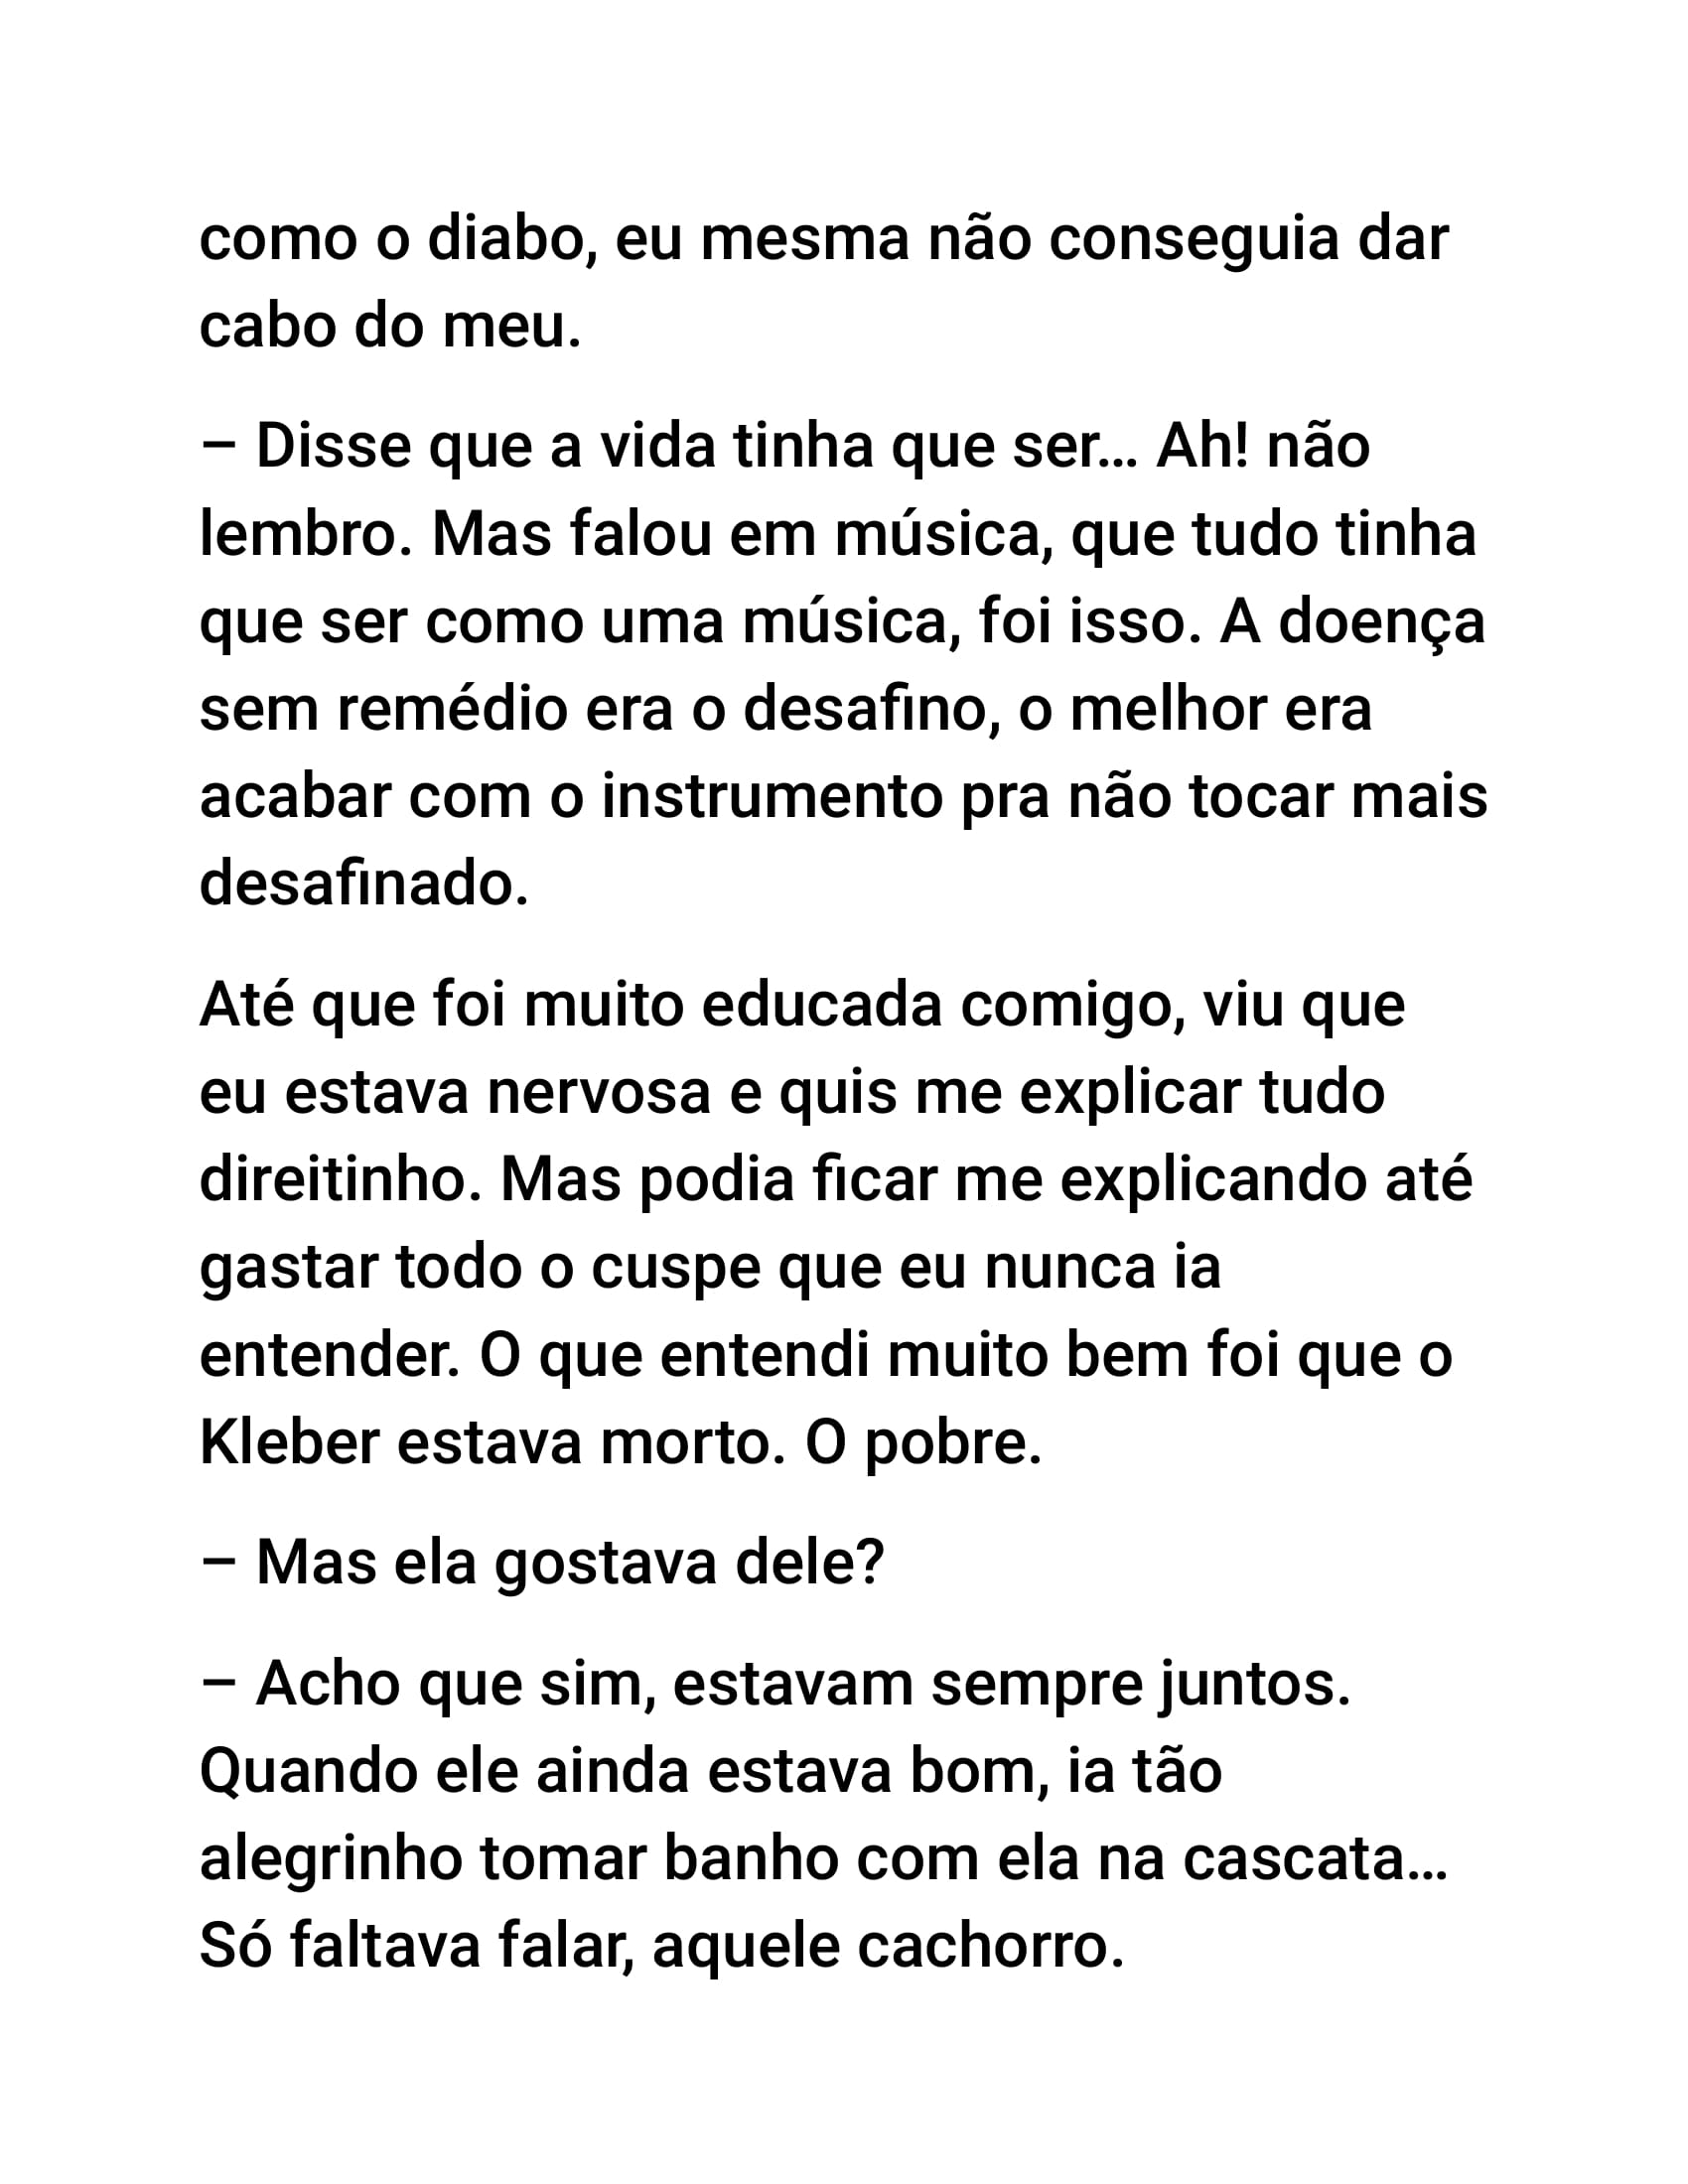 como o diabo, eu mesma não conseguia dar
cabo do meu.
– Disse que a vida tinha que ser… Ah! não
lembro. Mas falou em música, que tudo tinha
que ser como uma música, foi isso. A doença
sem remédio era o desafino, o melhor era
acabar com o instrumento pra não tocar mais
desafinado.
Até que foi muito educada comigo, viu que
eu estava nervosa e quis me explicar tudo
direitinho. Mas podia ficar me explicando até
gastar todo o cuspe que eu nunca ia
entender. O que entendi muito bem foi que o
Kleber estava morto. O pobre.
– Mas ela gostava dele?
– Acho que sim, estavam sempre juntos.
Quando ele ainda estava bom, ia tão
alegrinho tomar banho com ela na cascata…
Só faltava falar, aquele cachorro.